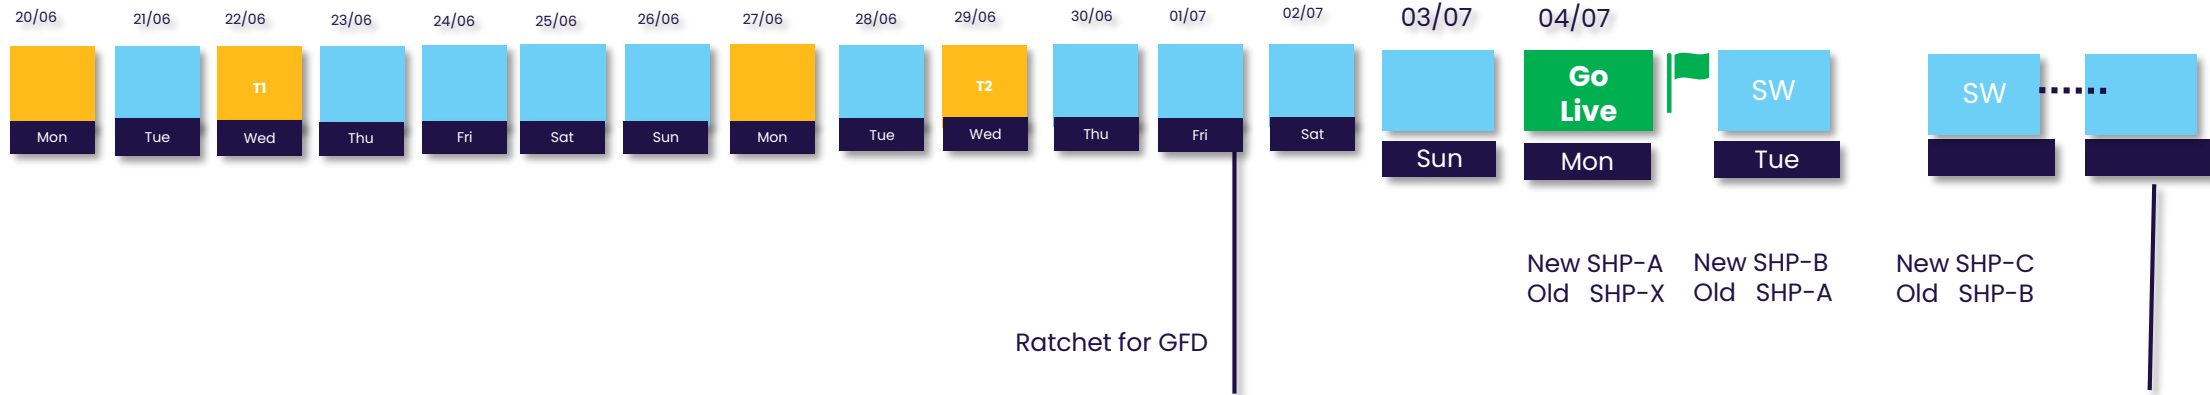 20/06 21/06 22/06 23/06 24/06 25/06 26/06 27/06 28/06 29/06 30/06 01/07 02/07 03/07 04/07
T1 T2 Go Live SW SW
Mon Tue Wed Thu Fri Sat Sun Mon Tue Wed Thu Fri Sat Sun Mon Tue
New SHP-A New SHP-B New SHP-C
Old SHP-X Old SHP-A Old SHP-B
Ratchet for GFD